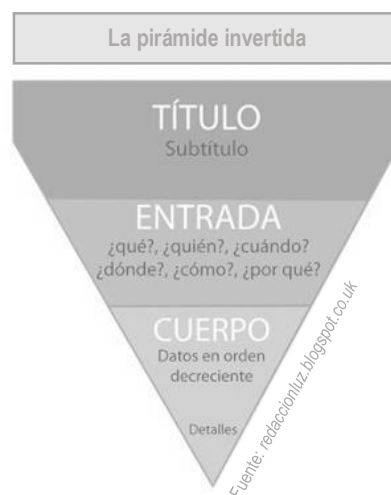 La pirámide invertida
TÍTULO
Subtítulo
ENTRADA
¿qué?, ¿quién?, ¿cuándo?
¿dónde?, ¿cómo?, ¿por qué?
CUERPO
Datos en orden
decreciente
Detalles
Fuente: redaccionluz.blogspot.co.uk